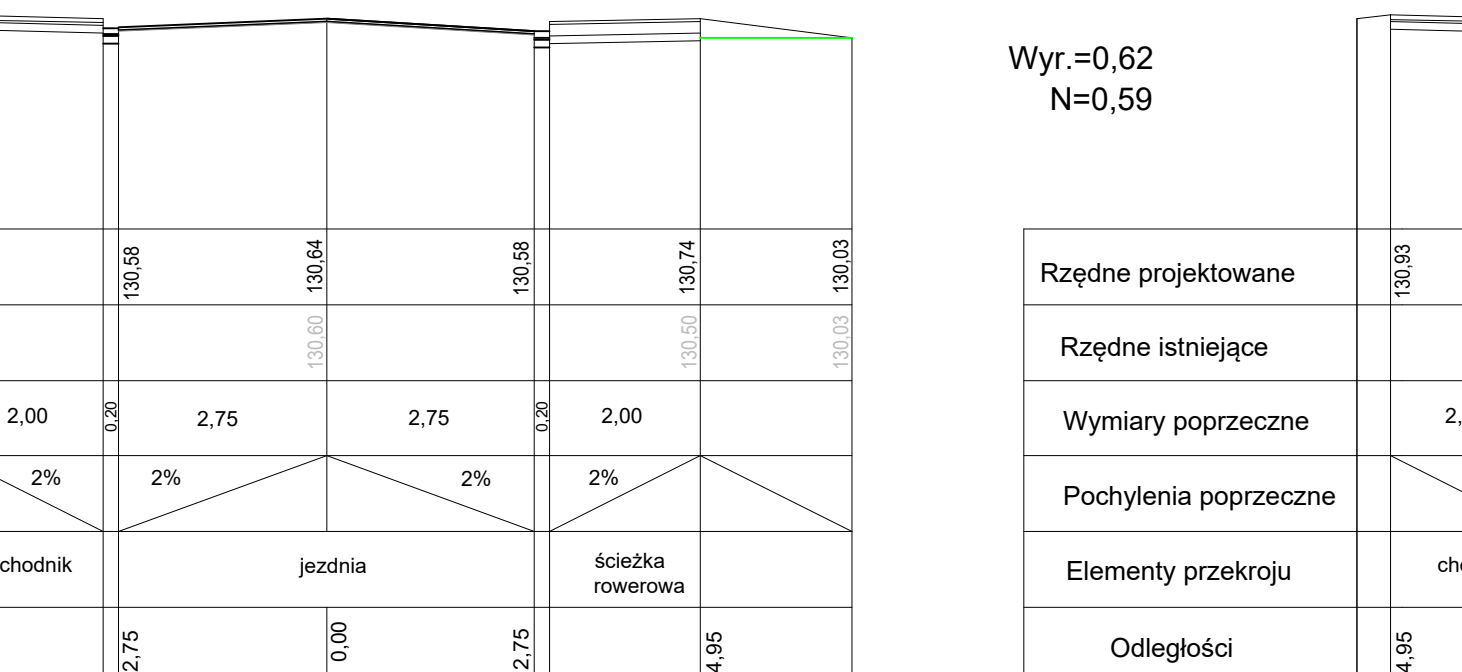 Wyr.=0,62
N=0,59
130,58
130,64
130,58
130,74
130,03
Rzędne projektowane
130,93
130,60
130,50
130,03
Rzędne istniejące
2,00
0,20
2,75
2,75
0,20
2,00
Wymiary poprzeczne
2,
2%
2%
2%
2%
Pochylenia poprzeczne
chodnik
jezdnia
ścieżka
rowerowa
Elementy przekroju
2,75
0,00
2,75
4,95
Odległości
4,95